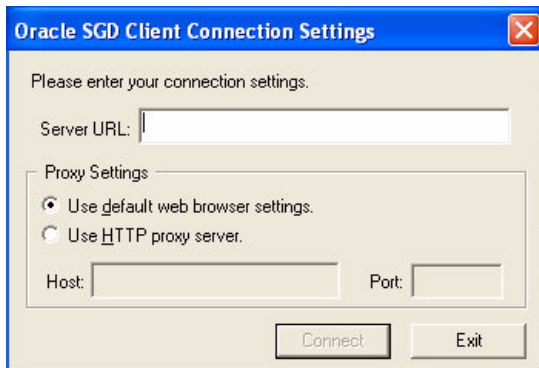 Oracle SGD Client Connection Settings
Please enter your connection settings.
Server URL:
Proxy Settings
Use default web browser settings.
Use HTTP proxy server.
Host: Port:
Connect Exit